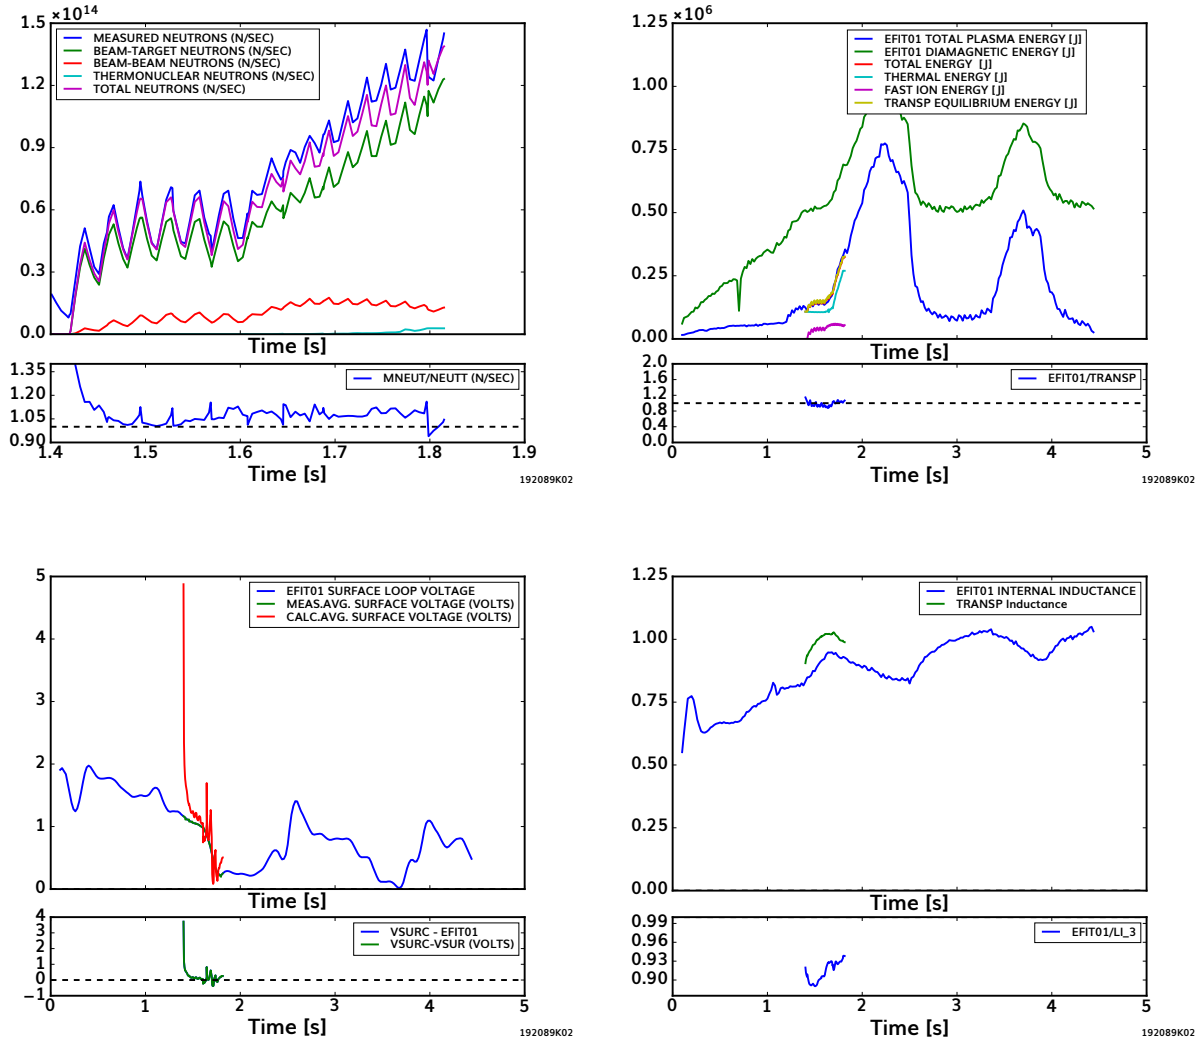 1.5 ×10^14
MEASURED NEUTRONS (N/SEC)
BEAM-TARGET NEUTRONS (N/SEC)
BEAM-BEAM NEUTRONS (N/SEC)
THERMONUCLEAR NEUTRONS (N/SEC)
TOTAL NEUTRONS (N/SEC)
1.2
0.9
0.6
0.3
0.0
Time [s]
1.35
1.20
1.05
0.90
MNEUT/NEUTT (N/SEC)
1.4 1.5 1.6 1.7 1.8 1.9
Time [s]
192089K02
1.25 ×10^6
EFIT01 TOTAL PLASMA ENERGY [J]
EFIT01 DIAMAGNETIC ENERGY [J]
TOTAL ENERGY [J]
THERMAL ENERGY [J]
FAST ION ENERGY [J]
TRANSP EQUILIBRIUM ENERGY [J]
1.00
0.75
0.50
0.25
0.00
Time [s]
2.0
1.6
1.2
0.8
0.4
0.0
EFIT01/TRANSP
0 1 2 3 4 5
Time [s]
192089K02
5
4
3
2
1
0
EFIT01 SURFACE LOOP VOLTAGE
MEAS.AVG. SURFACE VOLTAGE (VOLTS)
CALC.AVG. SURFACE VOLTAGE (VOLTS)
4
3
2
1
0
−1
VSURC - EFIT01
VSURC-VSUR (VOLTS)
0 1 2 3 4 5
Time [s]
192089K02
1.25
1.00
0.75
0.50
0.25
0.00
EFIT01 INTERNAL INDUCTANCE
TRANSP Inductance
0.99
0.96
0.93
0.90
EFIT01/LI_3
0 1 2 3 4 5
Time [s]
192089K02